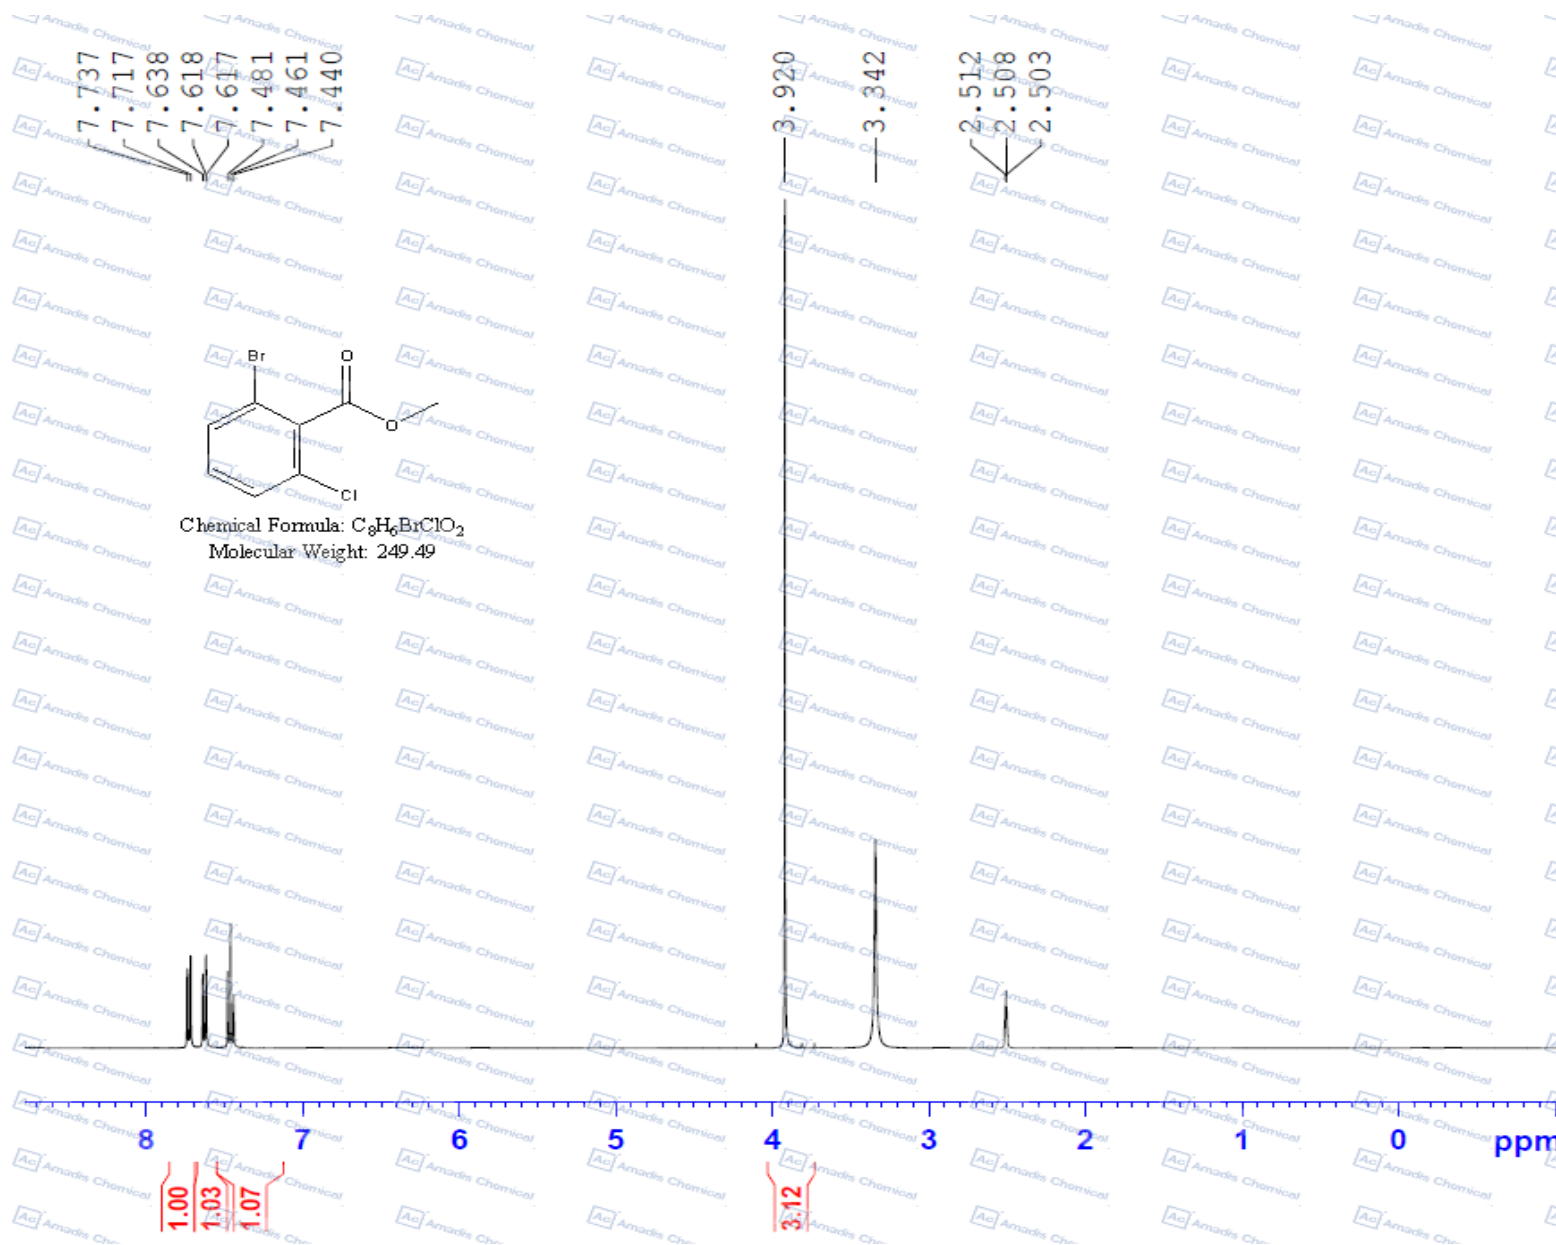 7.737
7.717
7.638
7.618
7.617
7.481
7.461
7.440
3.920
3.342
2.512
2.508
2.503
Br
O
O
Cl
Chemical Formula: C₈H₆BrClO₂
Molecular Weight: 249.49
8 7 6 5 4 3 2 1 0 ppm
1.00
1.03
1.07
3.12
Ac Amadis Chemical